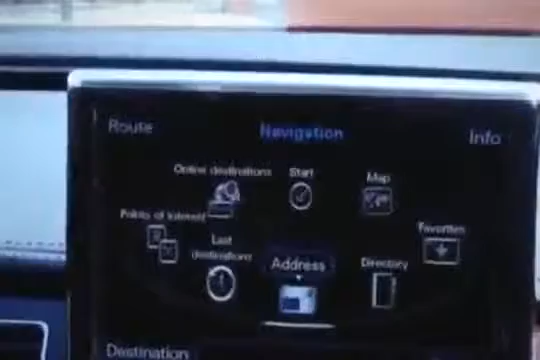 Route
Navigation
Info
Online destinations
Start
Map
Points of interest
Last
destinations
Address
Directory
Favorites
Destination